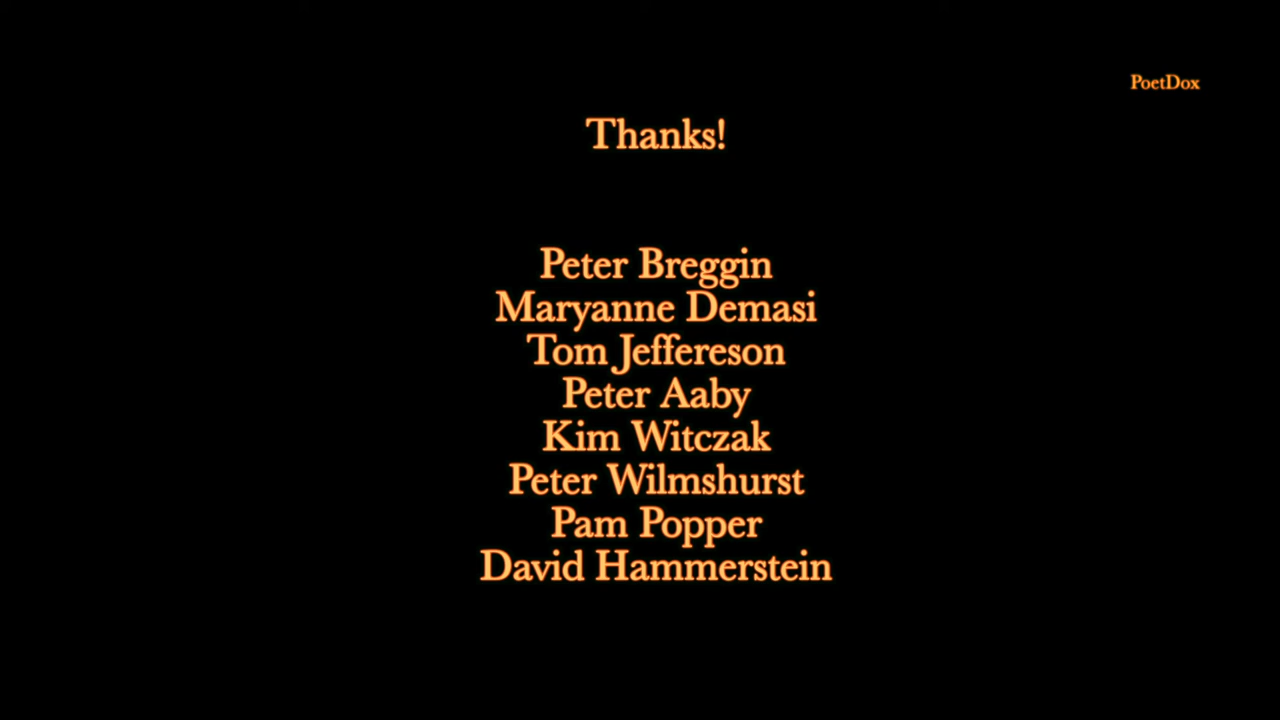 PoetDox
Thanks!
Peter Breggin
Maryanne Demasi
Tom Jeffereson
Peter Aaby
Kim Witczak
Peter Wilmshurst
Pam Popper
David Hammerstein